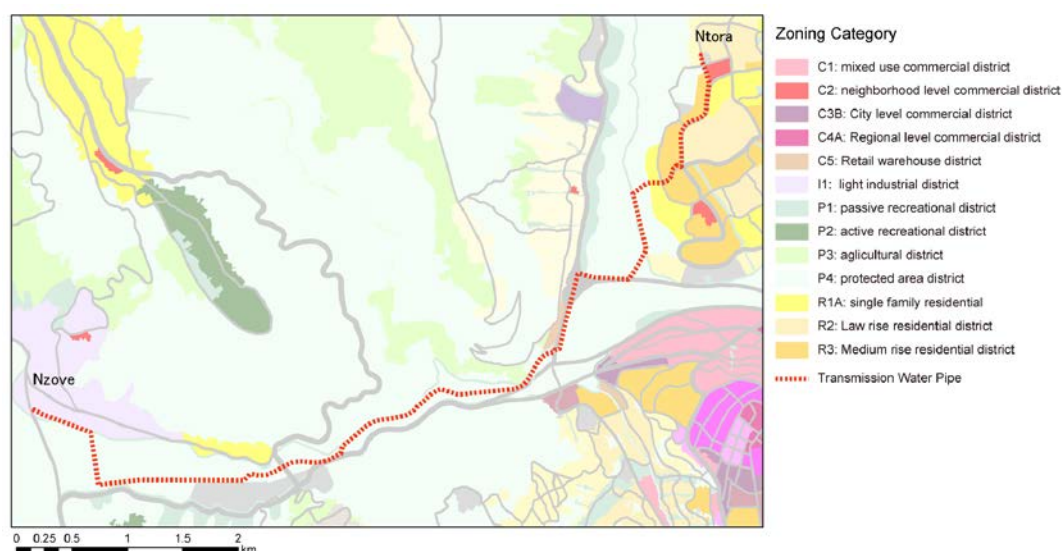 Ntora
Nzove
Zoning Category
C1: mixed use commercial district
C2: neighborhood level commercial district
C3B: City level commercial district
C4A: Regional level commercial district
C5: Retail warehouse district
I1: light industrial district
P1: passive recreational district
P2: active recreational district
P3: aglicultural district
P4: protected area district
R1A: single family residential
R2: Law rise residential district
R3: Medium rise residential district
Transmission Water Pipe
0 0.25 0.5 1 1.5 2
km